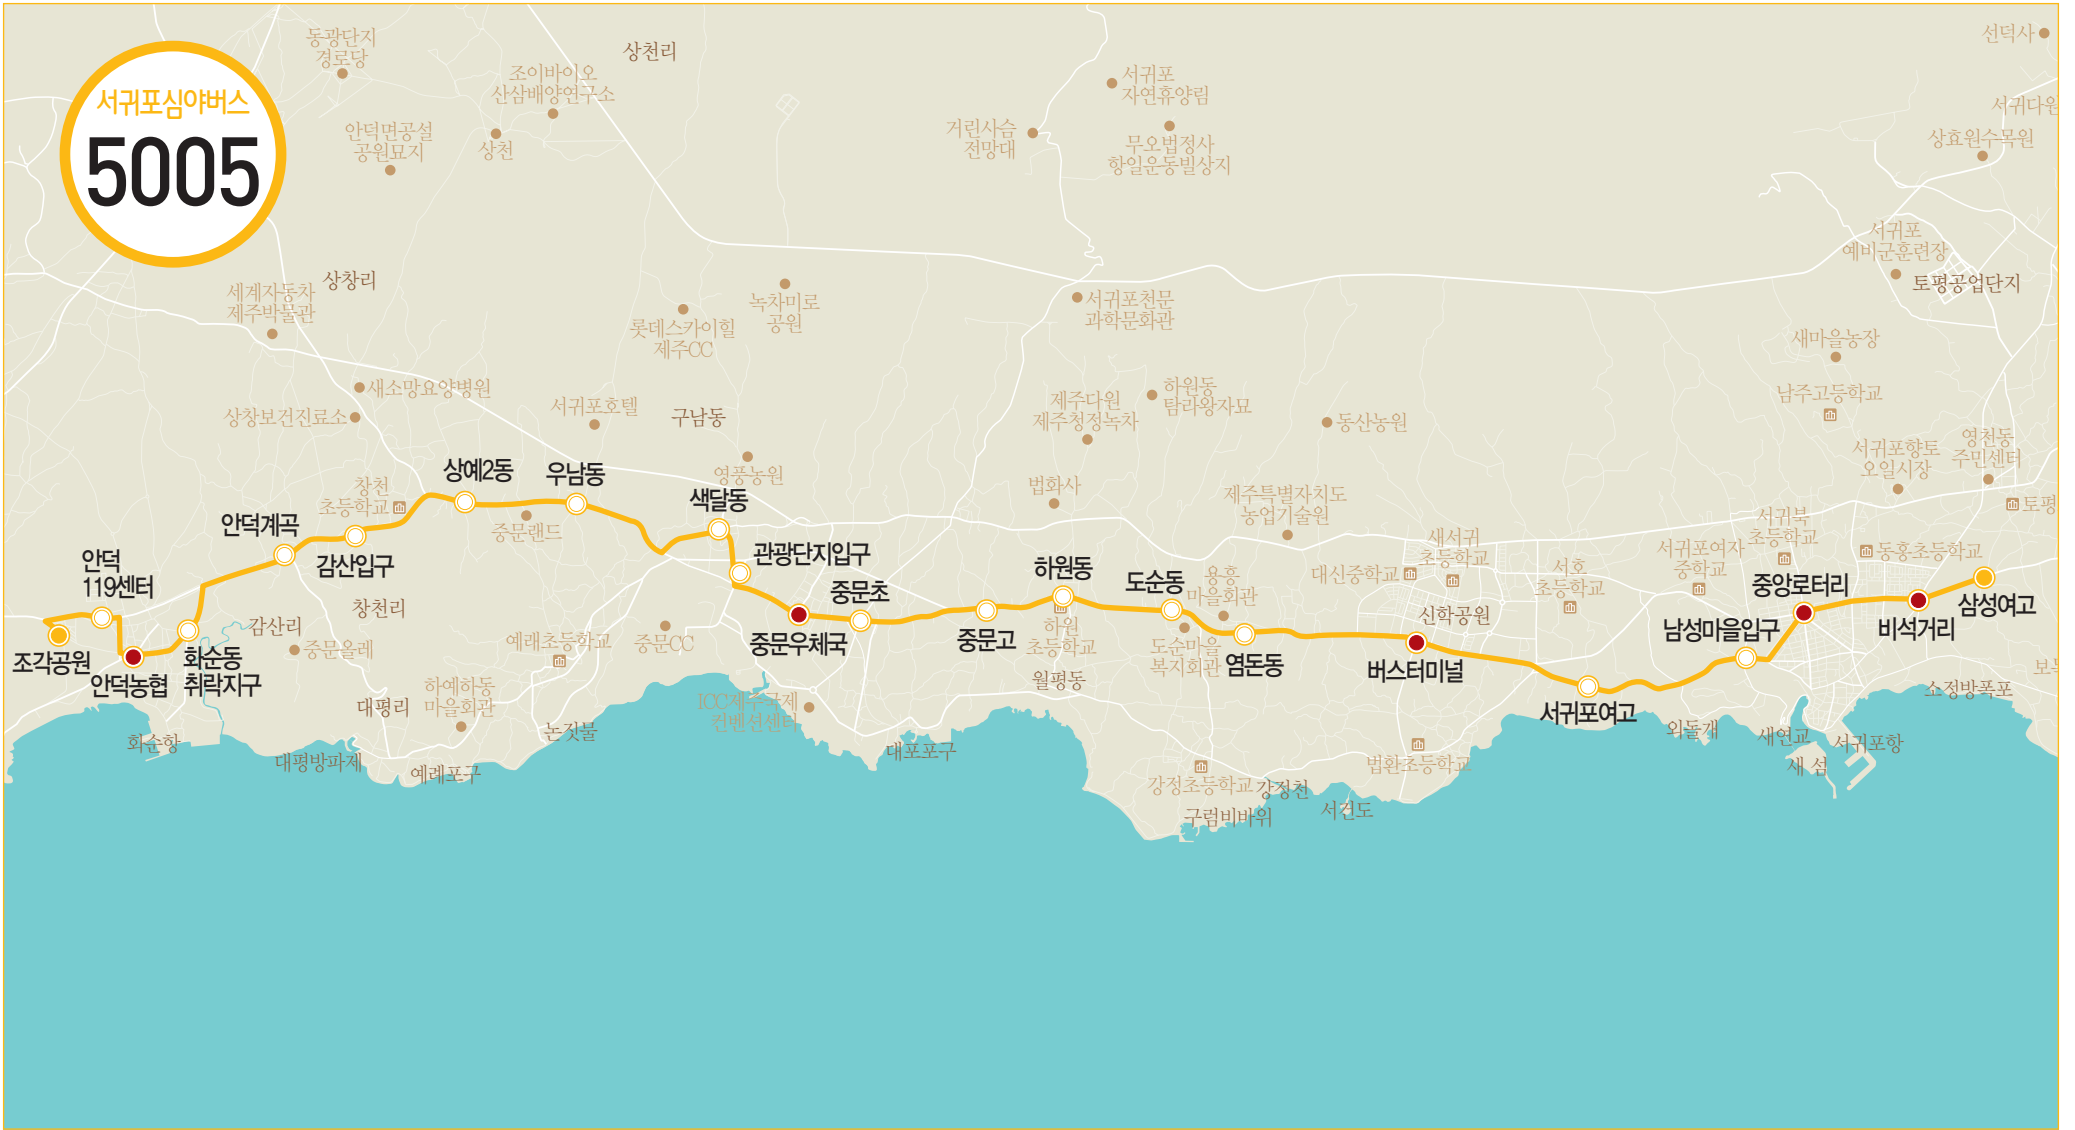 서귀포심야버스
5005
동광단지
경로당
조이바이오
산삼배양연구소
상천리
안덕면공설
공원묘지
상천
거린사슴
전망대
서귀포
자연휴양림
무오법정사
항일운동발상지
선덕사
서귀다원
상효원수목원
서귀포
예비군훈련장
토평공업단지
상창리
세계자동차
제주박물관
롯데스카이힐
제주CC
녹차미로
공원
서귀포천문
과학문화관
새마을농장
남주고등학교
새소망요양병원
상창보건진료소
서귀포호텔
구남동
영풍농원
제주다원
제주청정녹차
하원동
탐라왕자묘
동산농원
법화사
제주특별자치도
농업기술원
서귀포향토
오일시장
영천동
주민센터
토평
창천
초등학교
상예2동
우남동
중문랜드
색달동
안덕계곡
감산입구
안덕
119센터
관광단지입구
중문초
중문우체국
중문고
하원동
하원
초등학교
월평동
도순동
용흥
마을회관
도순마을
복지회관
염돈동
대신중학교
새서귀
초등학교
신학공원
버스터미널
서호
초등학교
서귀포여자
중학교
서귀북
초등학교
동홍초등학교
중앙로터리
남성마을입구
서귀포여고
비석거리
삼성여고
조각공원
안덕농협
화순동
취락지구
감산리
창천리
중문올레
대평리
하예하동
마을회관
예래초등학교
중문CC
ICC제주국제
컨벤션센터
논짓물
화순항
대평방파제
예례포구
대포포구
강정초등학교
강정천
구럼비바위
서건도
법환초등학교
외돌개
새연교
새 섬
서귀포항
소정방폭포